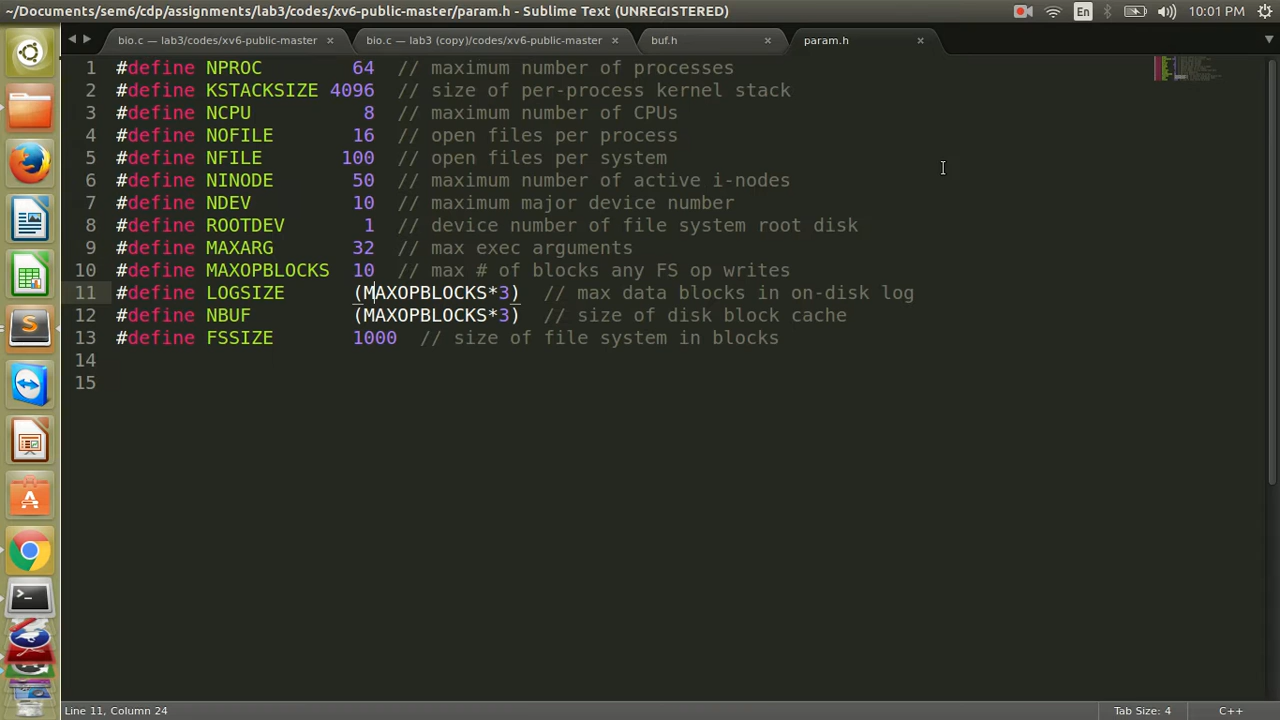 ~/Documents/sem6/cdp/assignments/lab3/codes/xv6-public-master/param.h - Sublime Text (UNREGISTERED)
En
10:01 PM
bio.c — lab3/codes/xv6-public-master
bio.c — lab3 (copy)/codes/xv6-public-master
buf.h
param.h
1 #define NPROC 64 // maximum number of processes
2 #define KSTACKSIZE 4096 // size of per-process kernel stack
3 #define NCPU 8 // maximum number of CPUs
4 #define NOFILE 16 // open files per process
5 #define NFILE 100 // open files per system
6 #define NINODE 50 // maximum number of active i-nodes
7 #define NDEV 10 // maximum major device number
8 #define ROOTDEV 1 // device number of file system root disk
9 #define MAXARG 32 // max exec arguments
10 #define MAXOPBLOCKS 10 // max # of blocks any FS op writes
11 #define LOGSIZE (MAXOPBLOCKS*3) // max data blocks in on-disk log
12 #define NBUF (MAXOPBLOCKS*3) // size of disk block cache
13 #define FSSIZE 1000 // size of file system in blocks
14
15
Line 11, Column 24
Tab Size: 4
C++